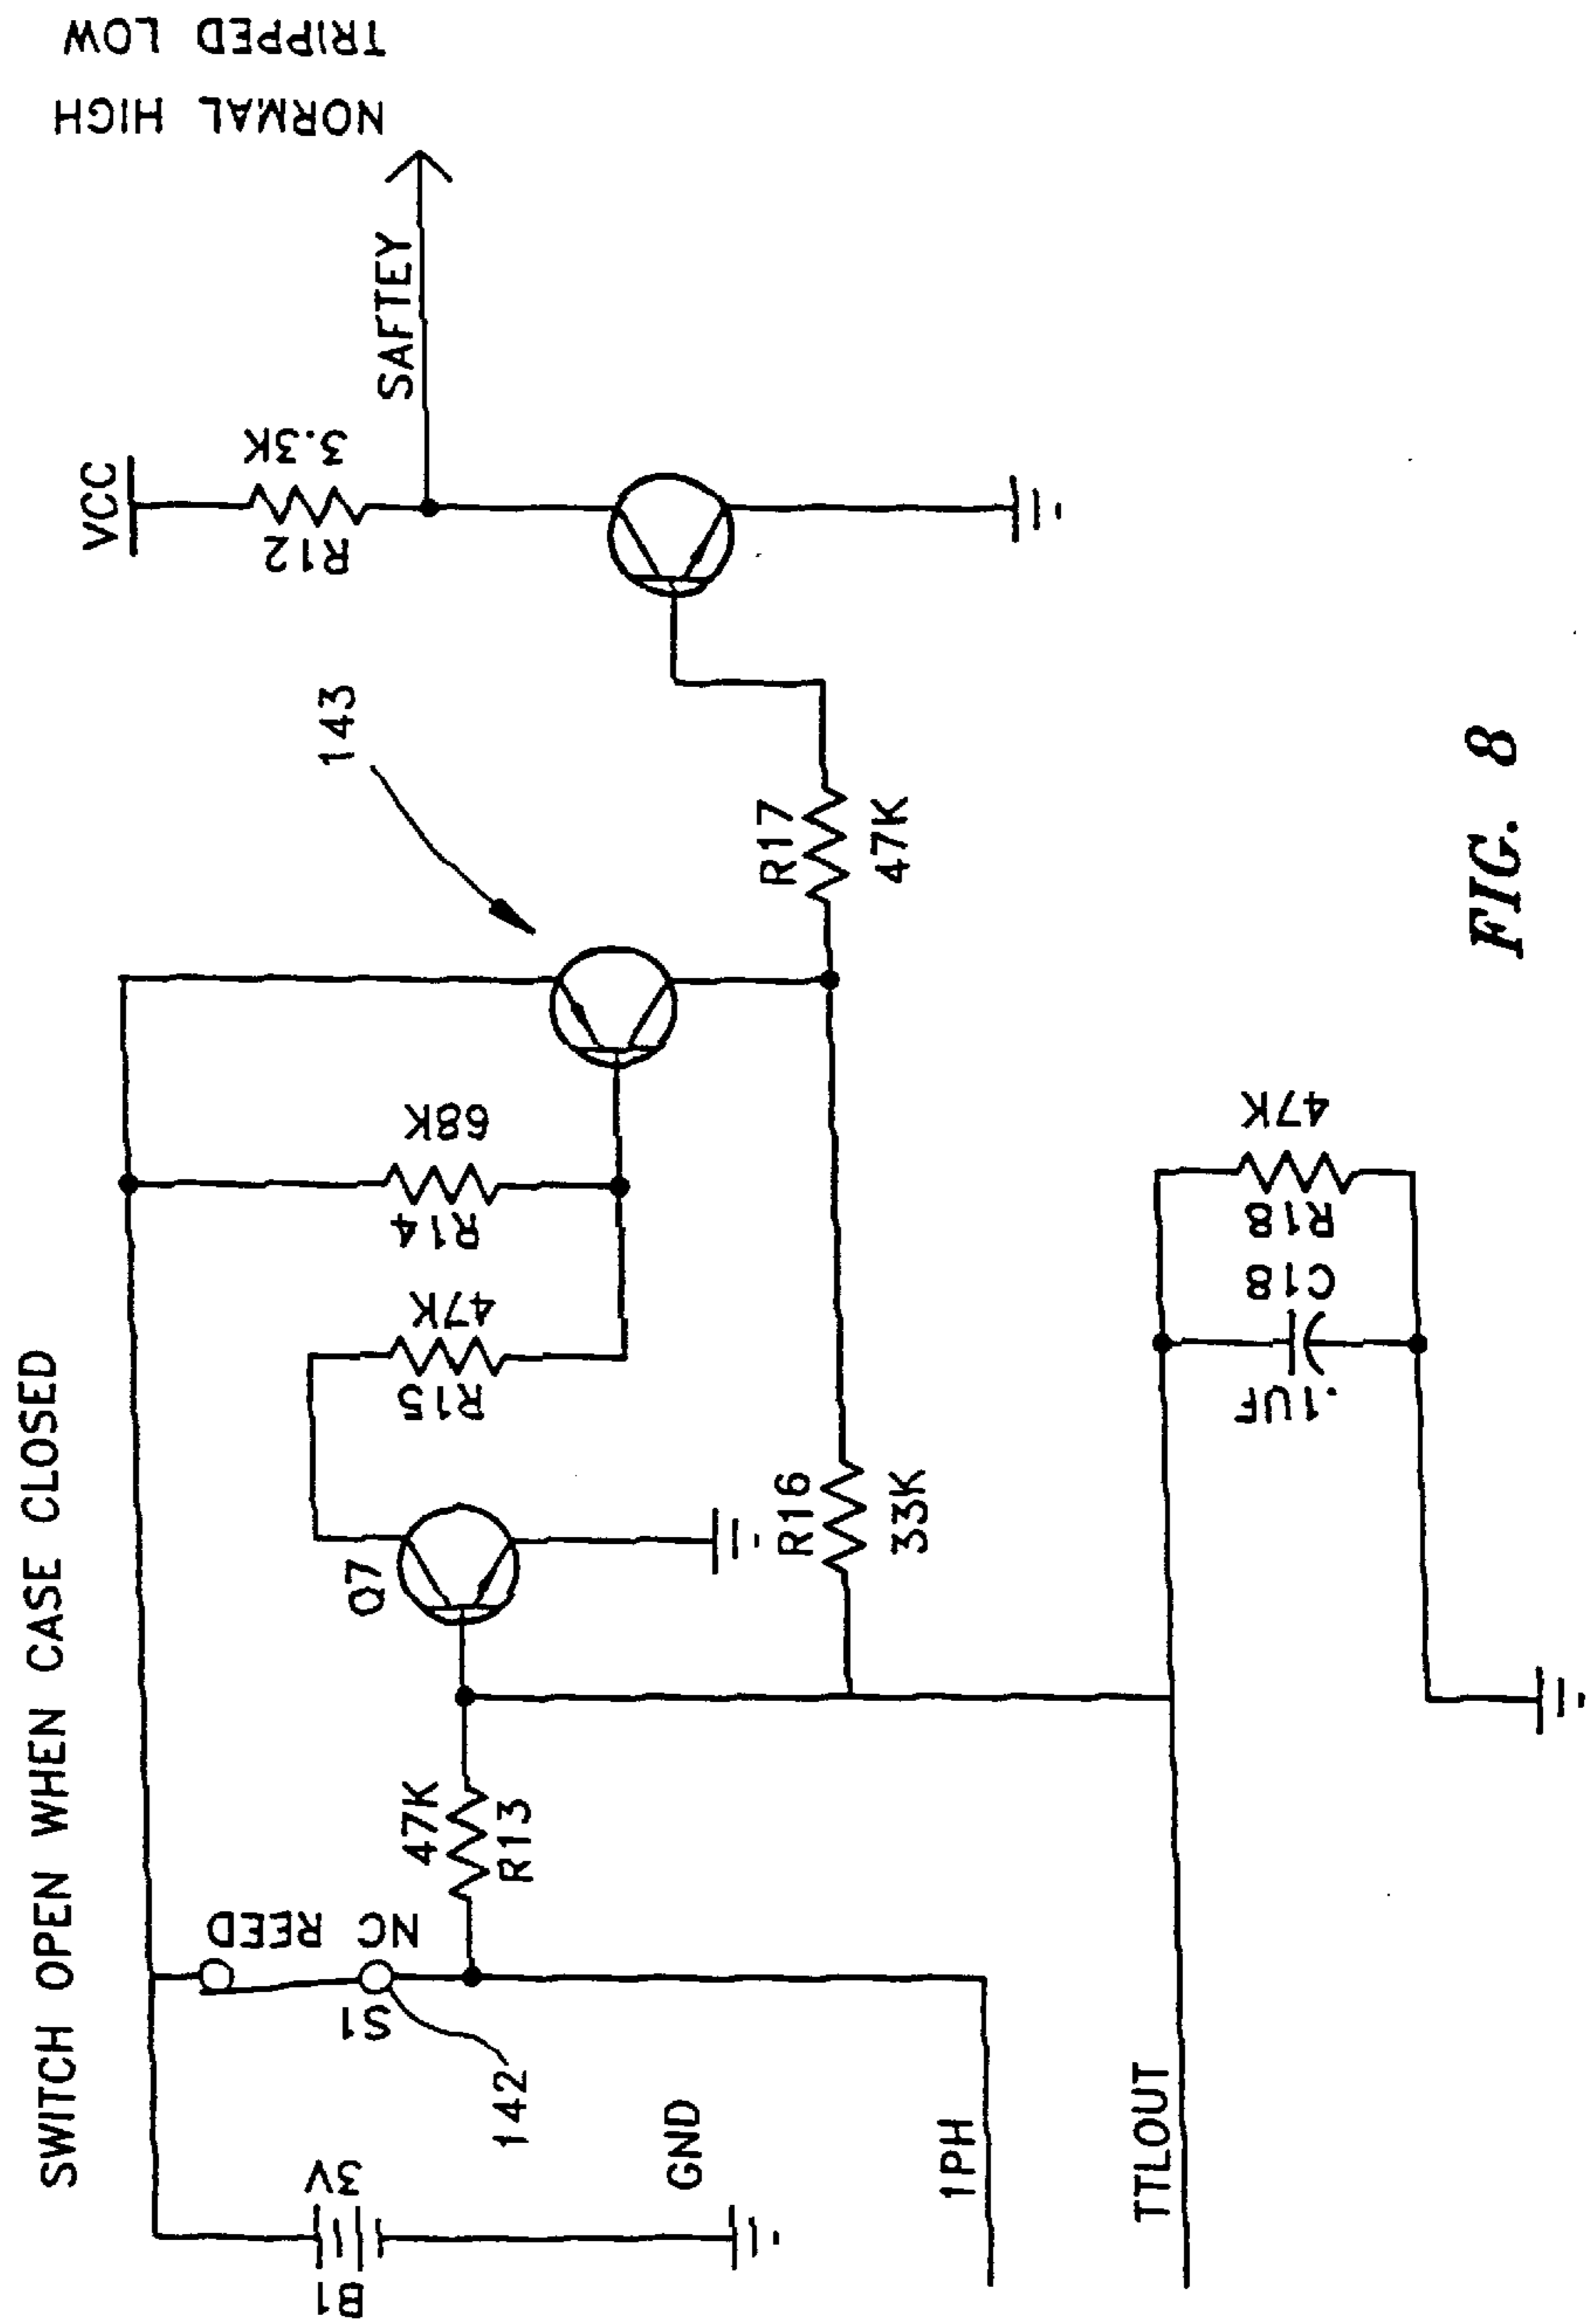 SWITCH OPEN WHEN CASE CLOSED
VCC
R12
3.3K
SAFTEY
NORMAL HIGH
TRIPPED LOW
143
R14
68K
R15
47K
Q7
R17
47K
R16
33K
47K
R13
S1
NC
REED
142
B1
3V
GND
1PH
TTLOUT
.1UF
C18
R18
47K
FIG. 8